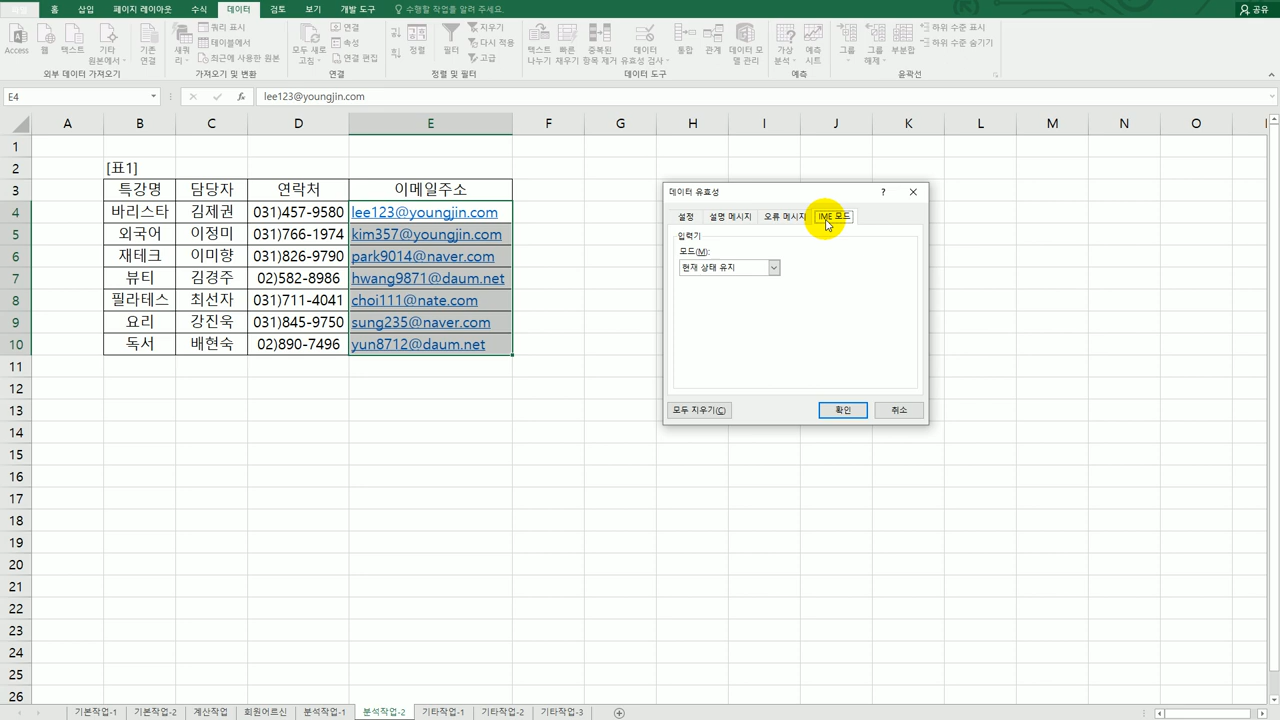 홈 삽입 페이지 레이아웃 수식 데이터 검토 보기 개발 도구 수행할 작업을 알려 주세요. 공유
Access 웹 텍스트 기타 원본에서
외부 데이터 가져오기
기존 연결
새쿼리 쿼리 표시
테이블에서
최근에 사용한 원본
가져오기 및 변환
모두 새로 고침 연결
속성
연결 편집
연결
정렬 필터 지우기
다시 적용
고급
정렬 및 필터
텍스트 나누기 빠른 채우기 중복된 항목 제거 데이터 유효성 검사 통합 관계 데이터 모델 관리
데이터 도구
가상 분석 예측 시트
예측
그룹 그룹 해제 부분합 하위 수준 표시
하위 수준 숨기기
윤곽선
E4 fx lee123@youngjin.com
A B C D E F G H I J K L M N O
1
2 [표1]
3 특강명 담당자 연락처 이메일주소
4 바리스타 김제권 031)457-9580 lee123@youngjin.com
5 외국어 이정미 031)766-1974 kim357@youngjin.com
6 재테크 이미향 031)826-9790 park9014@naver.com
7 뷰티 김경주 02)582-8986 hwang9871@daum.net
8 필라테스 최선자 031)711-4041 choi111@nate.com
9 요리 강진욱 031)845-9750 sung235@naver.com
10 독서 배현숙 02)890-7496 yun8712@daum.net
11
12
13
14
15
16
17
18
19
20
21
22
23
24
25
26
데이터 유효성 ?
설정 설명 메시지 오류 메시지 IME 모드
입력기
모드(M):
현재 상태 유지
모두 지우기(C) 확인 취소
기본작업-1 기본작업-2 계산작업 회원어르신 분석작업-1 분석작업-2 기타작업-1 기타작업-2 기타작업-3